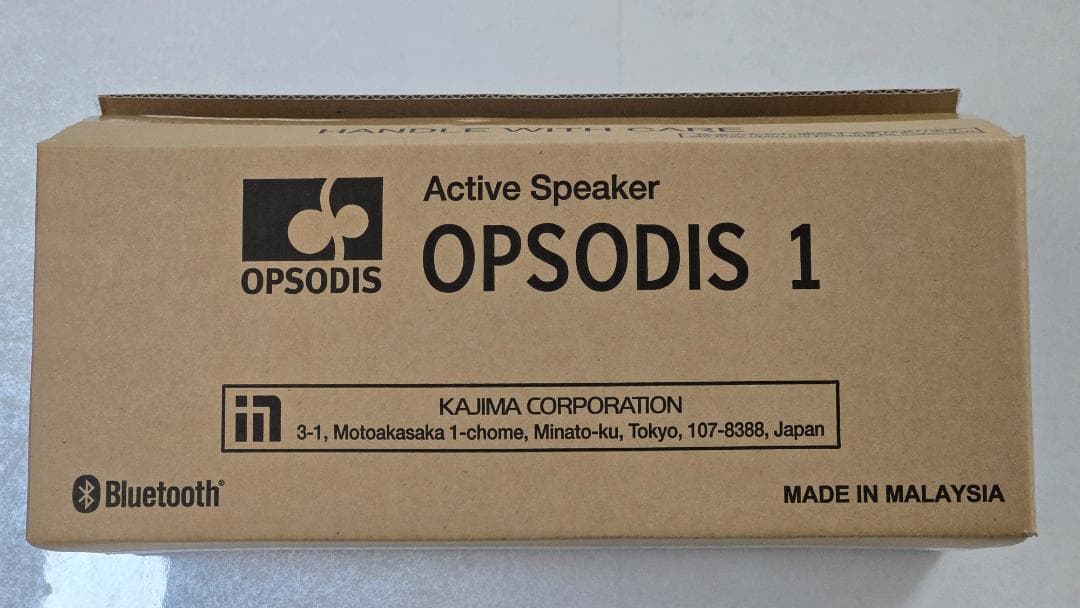 HANDLE WITH CARE
Active Speaker
OPSODIS 1
OPSODIS
KAJIMA CORPORATION
3-1, Motoakasaka 1-chome, Minato-ku, Tokyo, 107-8388, Japan
Bluetooth®
MADE IN MALAYSIA